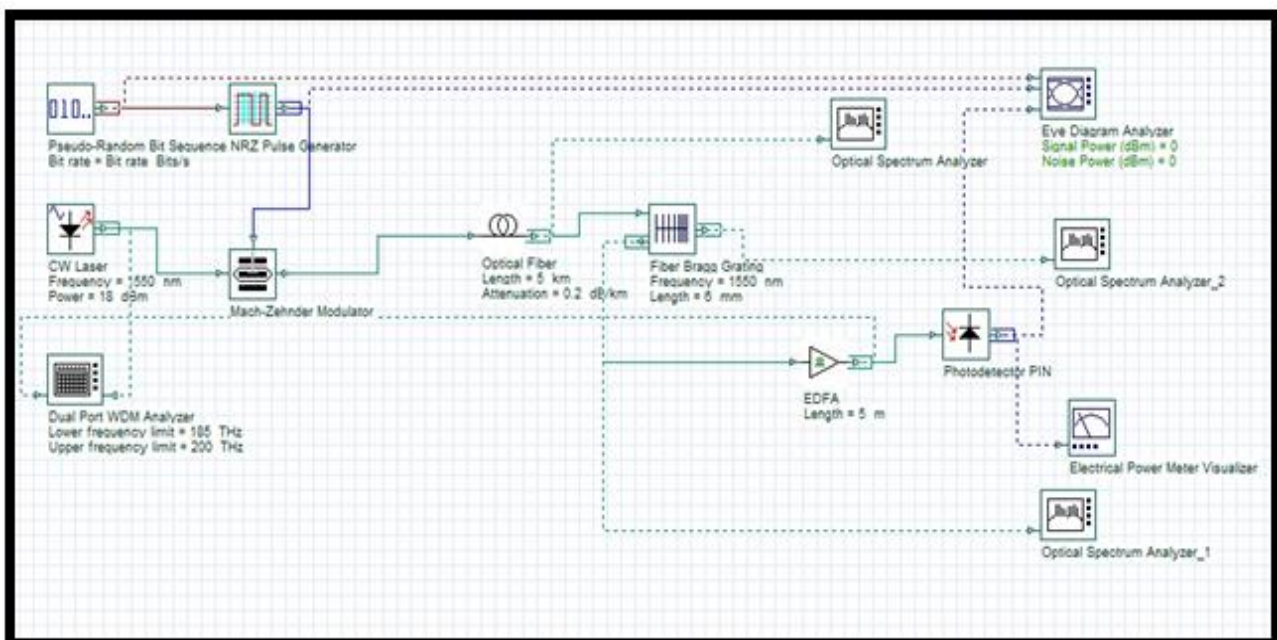 010..
Pseudo-Random Bit Sequence NRZ Pulse Generator
Bit rate = Bit rate Bits/s
Optical Spectrum Analyzer
Eye Diagram Analyzer
Signal Power (dBm) = 0
Noise Power (dBm) = 0
CW Laser
Frequency = 1550 nm
Power = 18 dBm
Mach-Zehnder Modulator
Optical Fiber
Length = 5 km
Attenuation = 0.2 dB/km
Fiber Bragg Grating
Frequency = 1550 nm
Length = 6 mm
Optical Spectrum Analyzer_2
Photodetector PIN
Dual Port WDM Analyzer
Lower frequency limit = 185 THz
Upper frequency limit = 200 THz
EDFA
Length = 5 m
Electrical Power Meter Visualizer
Optical Spectrum Analyzer_1